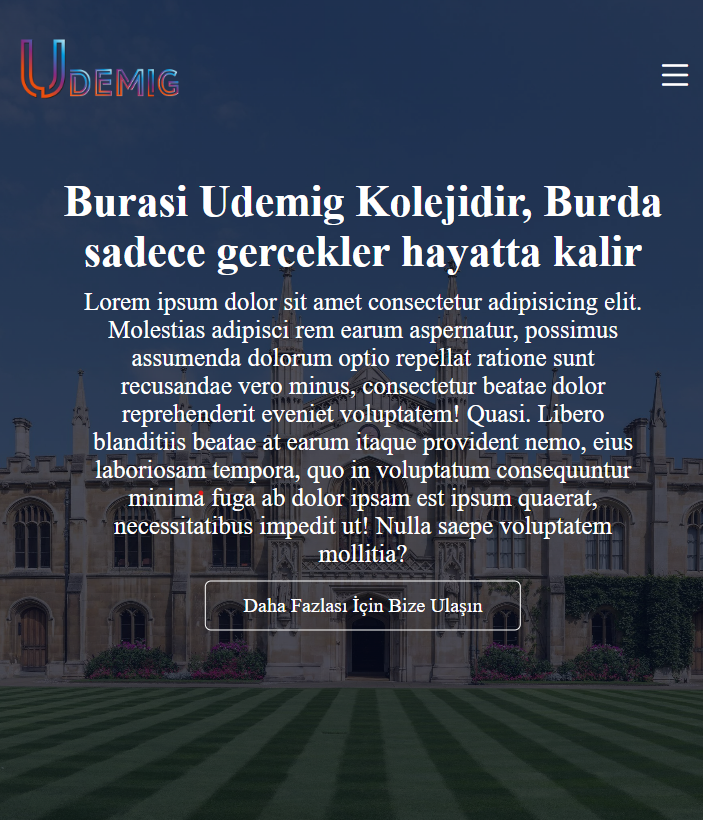 UDEMIG
Burasi Udemig Kolejidir, Burda
sadece gercekler hayatta kalir
Lorem ipsum dolor sit amet consectetur adipisicing elit.
Molestias adipisci rem earum aspernatur, possimus
assumenda dolorum optio repellat ratione sunt
recusandae vero minus, consectetur beatae dolor
reprehenderit eveniet voluptatem! Quasi. Libero
blanditiis beatae at earum itaque provident nemo, eius
laboriosam tempora, quo in voluptatum consequuntur
minima fuga ab dolor ipsam est ipsum quaerat,
necessitatibus impedit ut! Nulla saepe voluptatem
mollitia?
Daha Fazlası İçin Bize Ulaşın